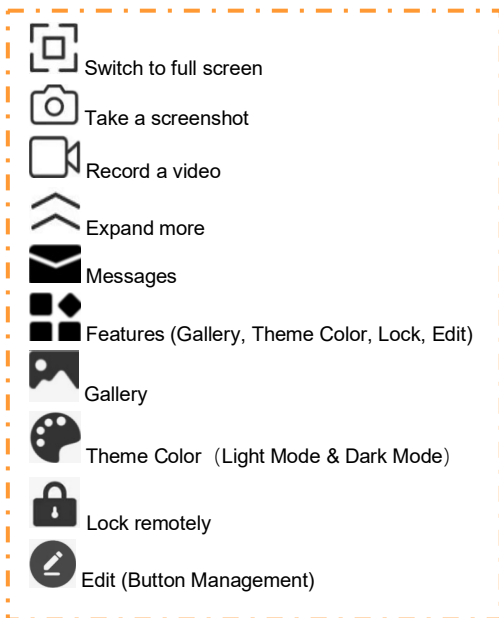 Switch to full screen
Take a screenshot
Record a video
Expand more
Messages
Features (Gallery, Theme Color, Lock, Edit)
Gallery
Theme Color（Light Mode & Dark Mode）
Lock remotely
Edit (Button Management)